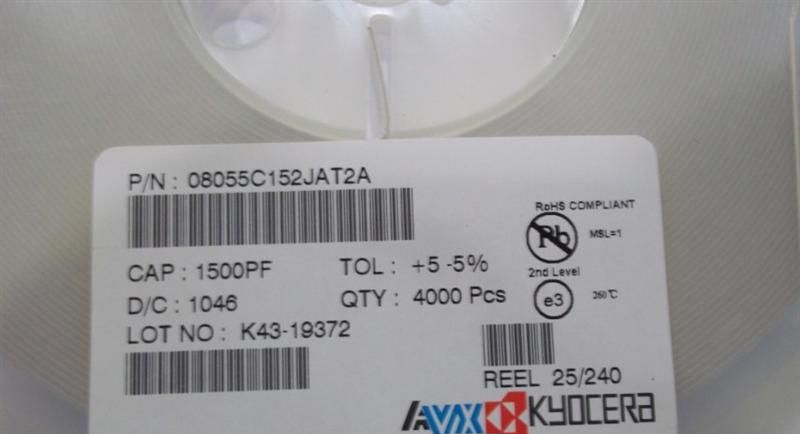 P/N : 08055C152JAT2A
RoHS COMPLIANT
Pb
MSL=1
CAP : 1500PF TOL : +5 -5%
2nd Level
D/C : 1046 QTY : 4000 Pcs
e3
260℃
LOT NO : K43-19372
REEL 25/240
AVX KYOCERA